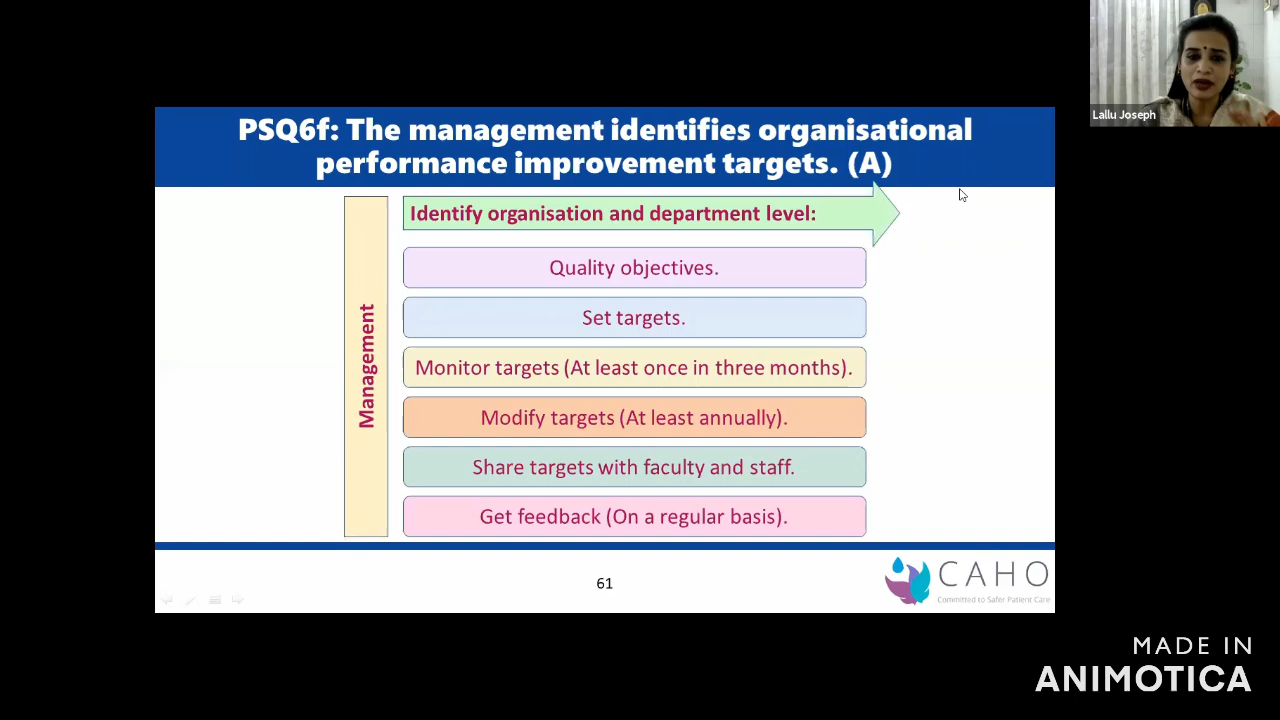 Lallu Joseph
PSQ6f: The management identifies organisational
performance improvement targets. (A)
Management
Identify organisation and department level:
Quality objectives.
Set targets.
Monitor targets (At least once in three months).
Modify targets (At least annually).
Share targets with faculty and staff.
Get feedback (On a regular basis).
61
CAHO
Committed to Safer Patient Care
MADE IN
ANIMOTICA